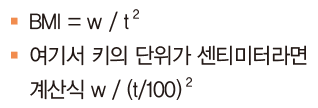 ▪ BMI = w / t²
▪ 여기서 키의 단위가 센티미터라면
계산식 w / (t/100)²